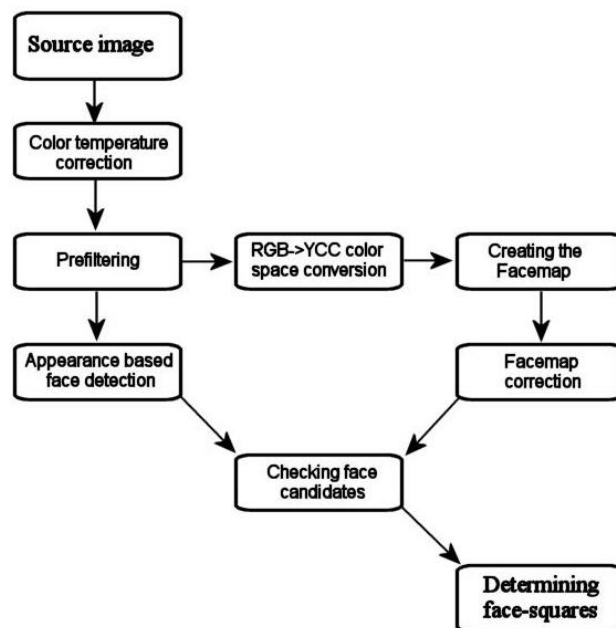 Source image
Color temperature
correction
Prefiltering
RGB->YCC color
space conversion
Creating the
Facemap
Appearance based
face detection
Facemap
correction
Checking face
candidates
Determining
face-squares